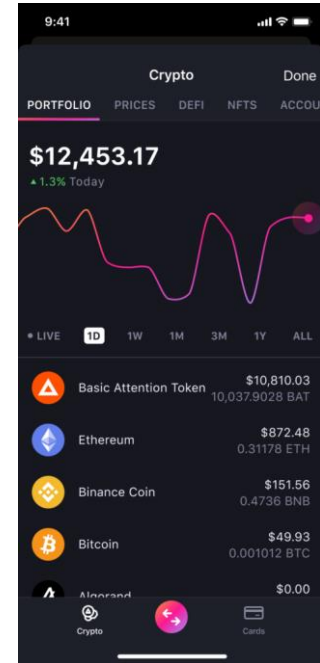 9:41
Crypto
Done
PORTFOLIO PRICES DEFI NFTS ACCOU
$12,453.17
▲1.3% Today
• LIVE 1D 1W 1M 3M 1Y ALL
Basic Attention Token
$10,810.03
10,037.9028 BAT
Ethereum
$872.48
0.31178 ETH
Binance Coin
$151.56
0.4736 BNB
Bitcoin
$49.93
0.001012 BTC
Algorand
$0.00
Crypto
Cards